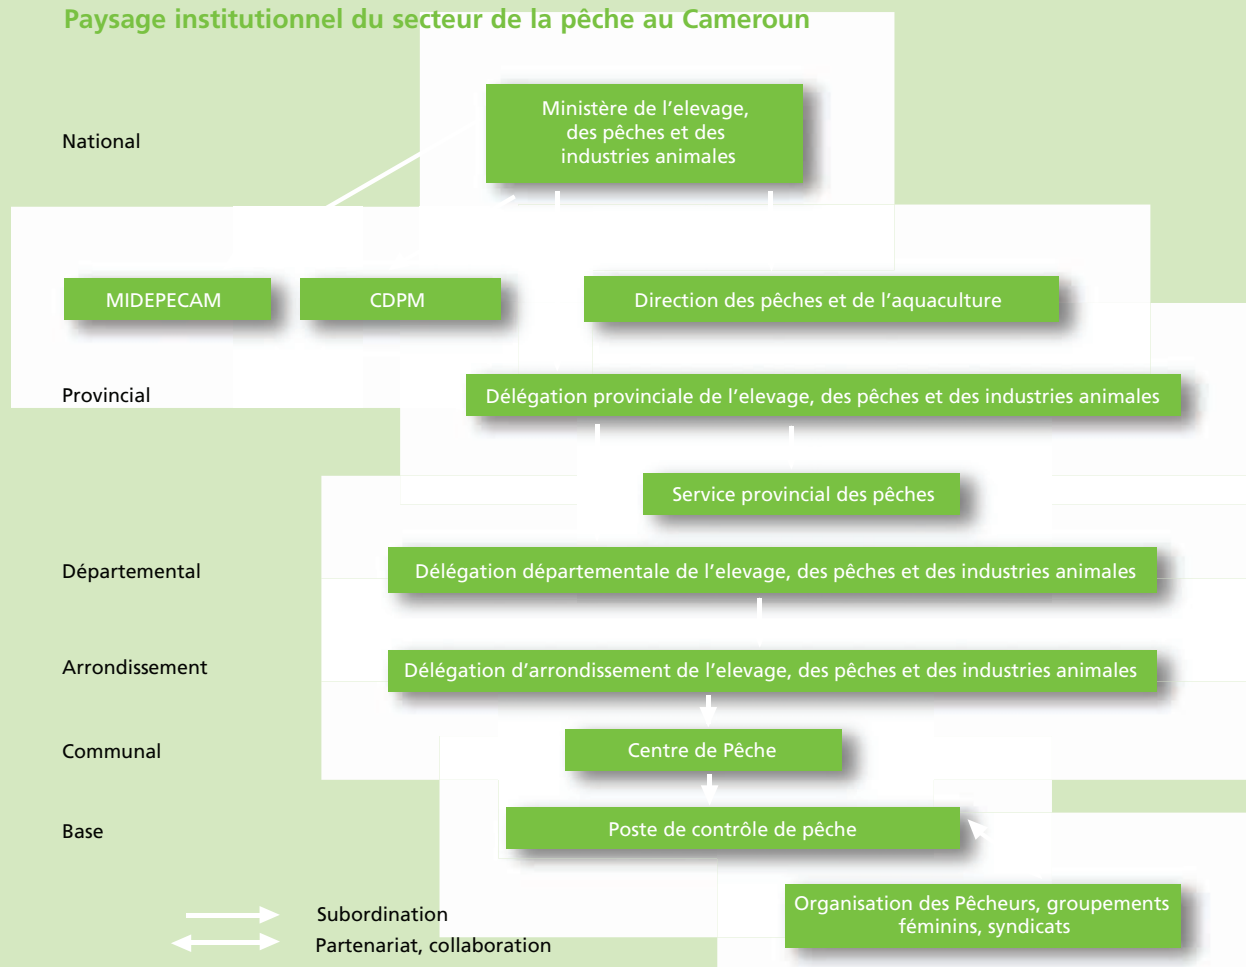 Paysage institutionnel du secteur de la pêche au Cameroun
National
Ministère de l'elevage,
des pêches et des
industries animales
MIDEPECAM
CDPM
Direction des pêches et de l'aquaculture
Provincial
Délégation provinciale de l'elevage, des pêches et des industries animales
Service provincial des pêches
Départemental
Délégation départementale de l'elevage, des pêches et des industries animales
Arrondissement
Délégation d'arrondissement de l'elevage, des pêches et des industries animales
Communal
Centre de Pêche
Base
Poste de contrôle de pêche
Organisation des Pêcheurs, groupements
féminins, syndicats
Subordination
Partenariat, collaboration